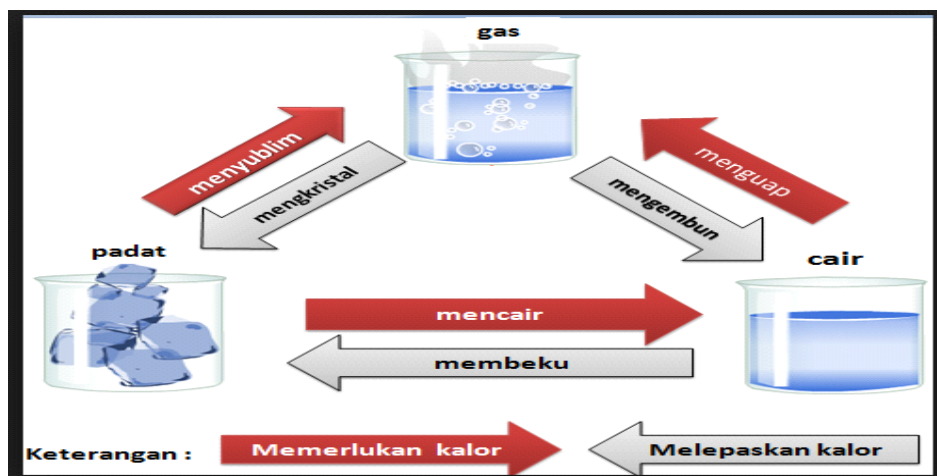 gas
menyublim
mengkristal
menguap
mengembun
padat
cair
mencair
membeku
Keterangan :
Memerlukan kalor
Melepaskan kalor